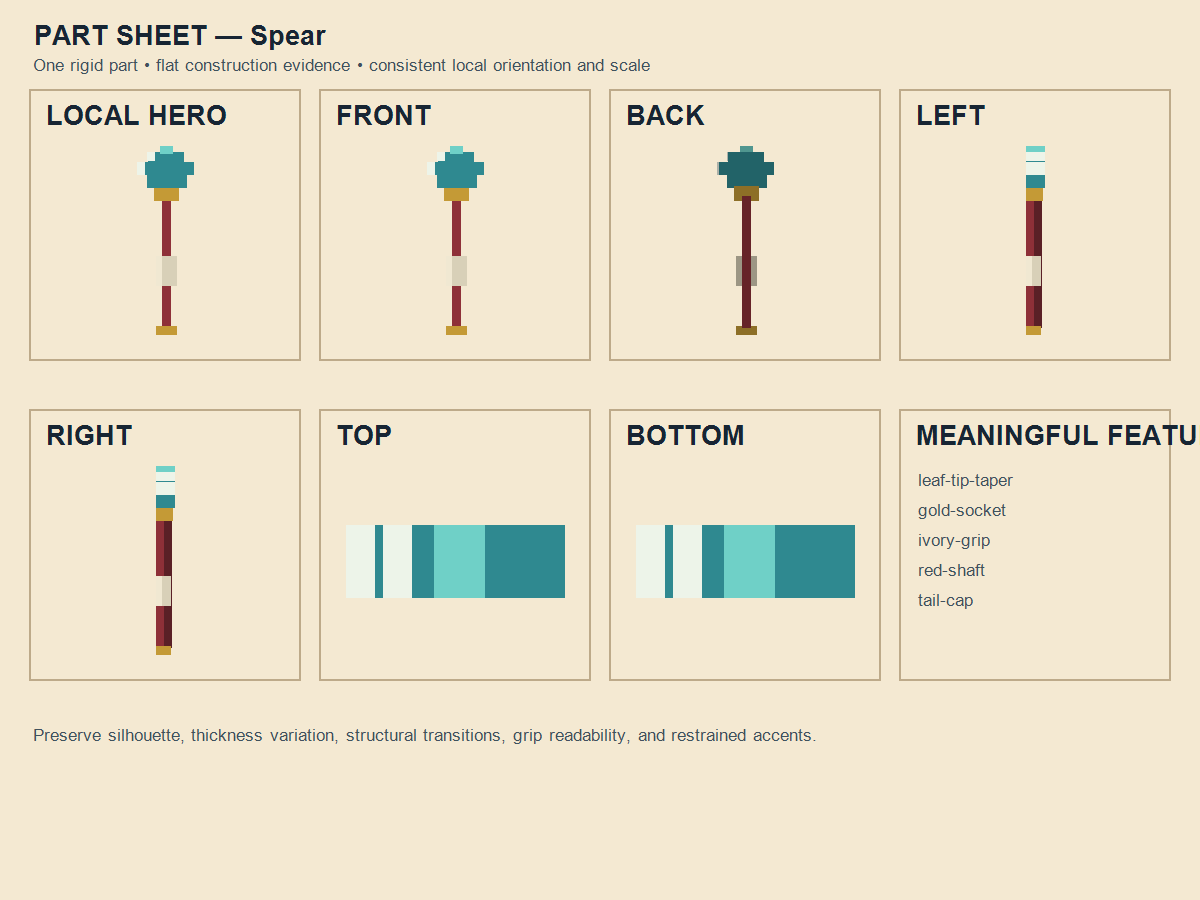 PART SHEET — Spear
One rigid part • flat construction evidence • consistent local orientation and scale
LOCAL HERO
FRONT
BACK
LEFT
RIGHT
TOP
BOTTOM
MEANINGFUL FEATU
leaf-tip-taper
gold-socket
ivory-grip
red-shaft
tail-cap
Preserve silhouette, thickness variation, structural transitions, grip readability, and restrained accents.